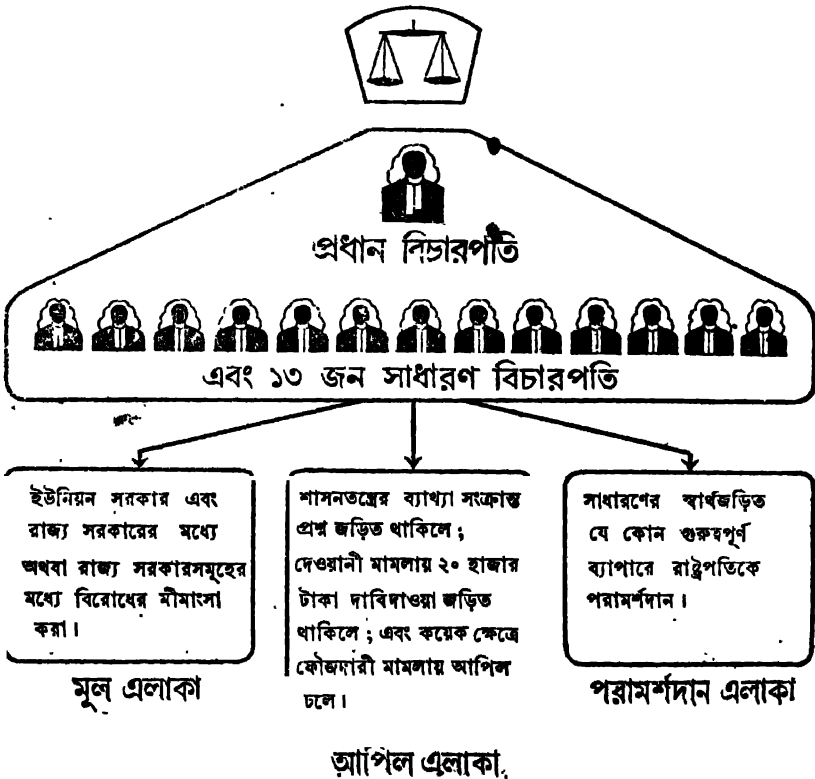 প্রধান বিচারপতি
এবং ১৩ জন সাধারণ বিচারপতি
ইউনিয়ন সরকার এবং
রাজ্য সরকারের মধ্যে
অথবা রাজ্য সরকারসমূহের
মধ্যে বিরোধের মীমাংসা
করা।
মূল এলাকা
শাসনতন্ত্রের ব্যাখ্যা সংক্রান্ত
প্রশ্ন জড়িত থাকিলে;
দেওয়ানী মামলায় ২০ হাজার
টাকা দাবিদাওয়া জড়িত
থাকিলে; এবং কয়েক ক্ষেত্রে
ফৌজদারী মামলায় আপিল
চলে।
আপিল এলাকা
সাধারণের স্বার্থজড়িত
যে কোন গুরুত্বপূর্ণ
ব্যাপারে রাষ্ট্রপতিকে
পরামর্শদান।
পরামর্শদান এলাকা